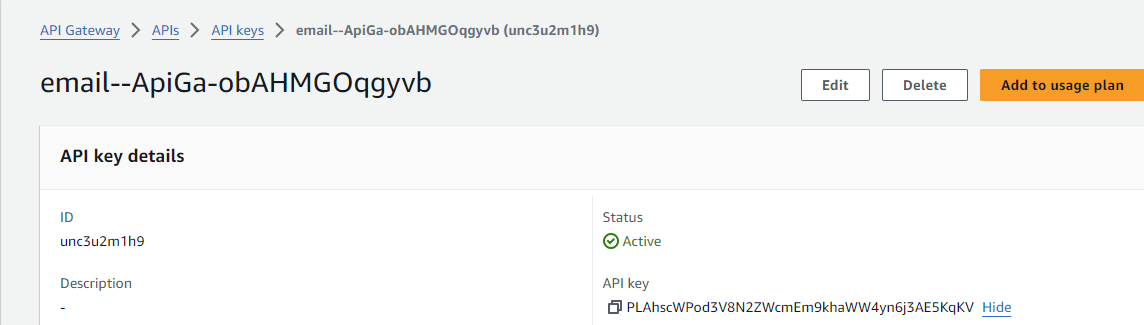 API Gateway > APIs > API keys > email--ApiGa-obAHMGOqgyvb (unc3u2m1h9)
email--ApiGa-obAHMGOqgyvb
Edit Delete Add to usage plan
API key details
ID Status
unc3u2m1h9 Active
Description API key
- PLAhscWPod3V8N2ZWcmEm9khaWW4yn6j3AE5KqKV Hide